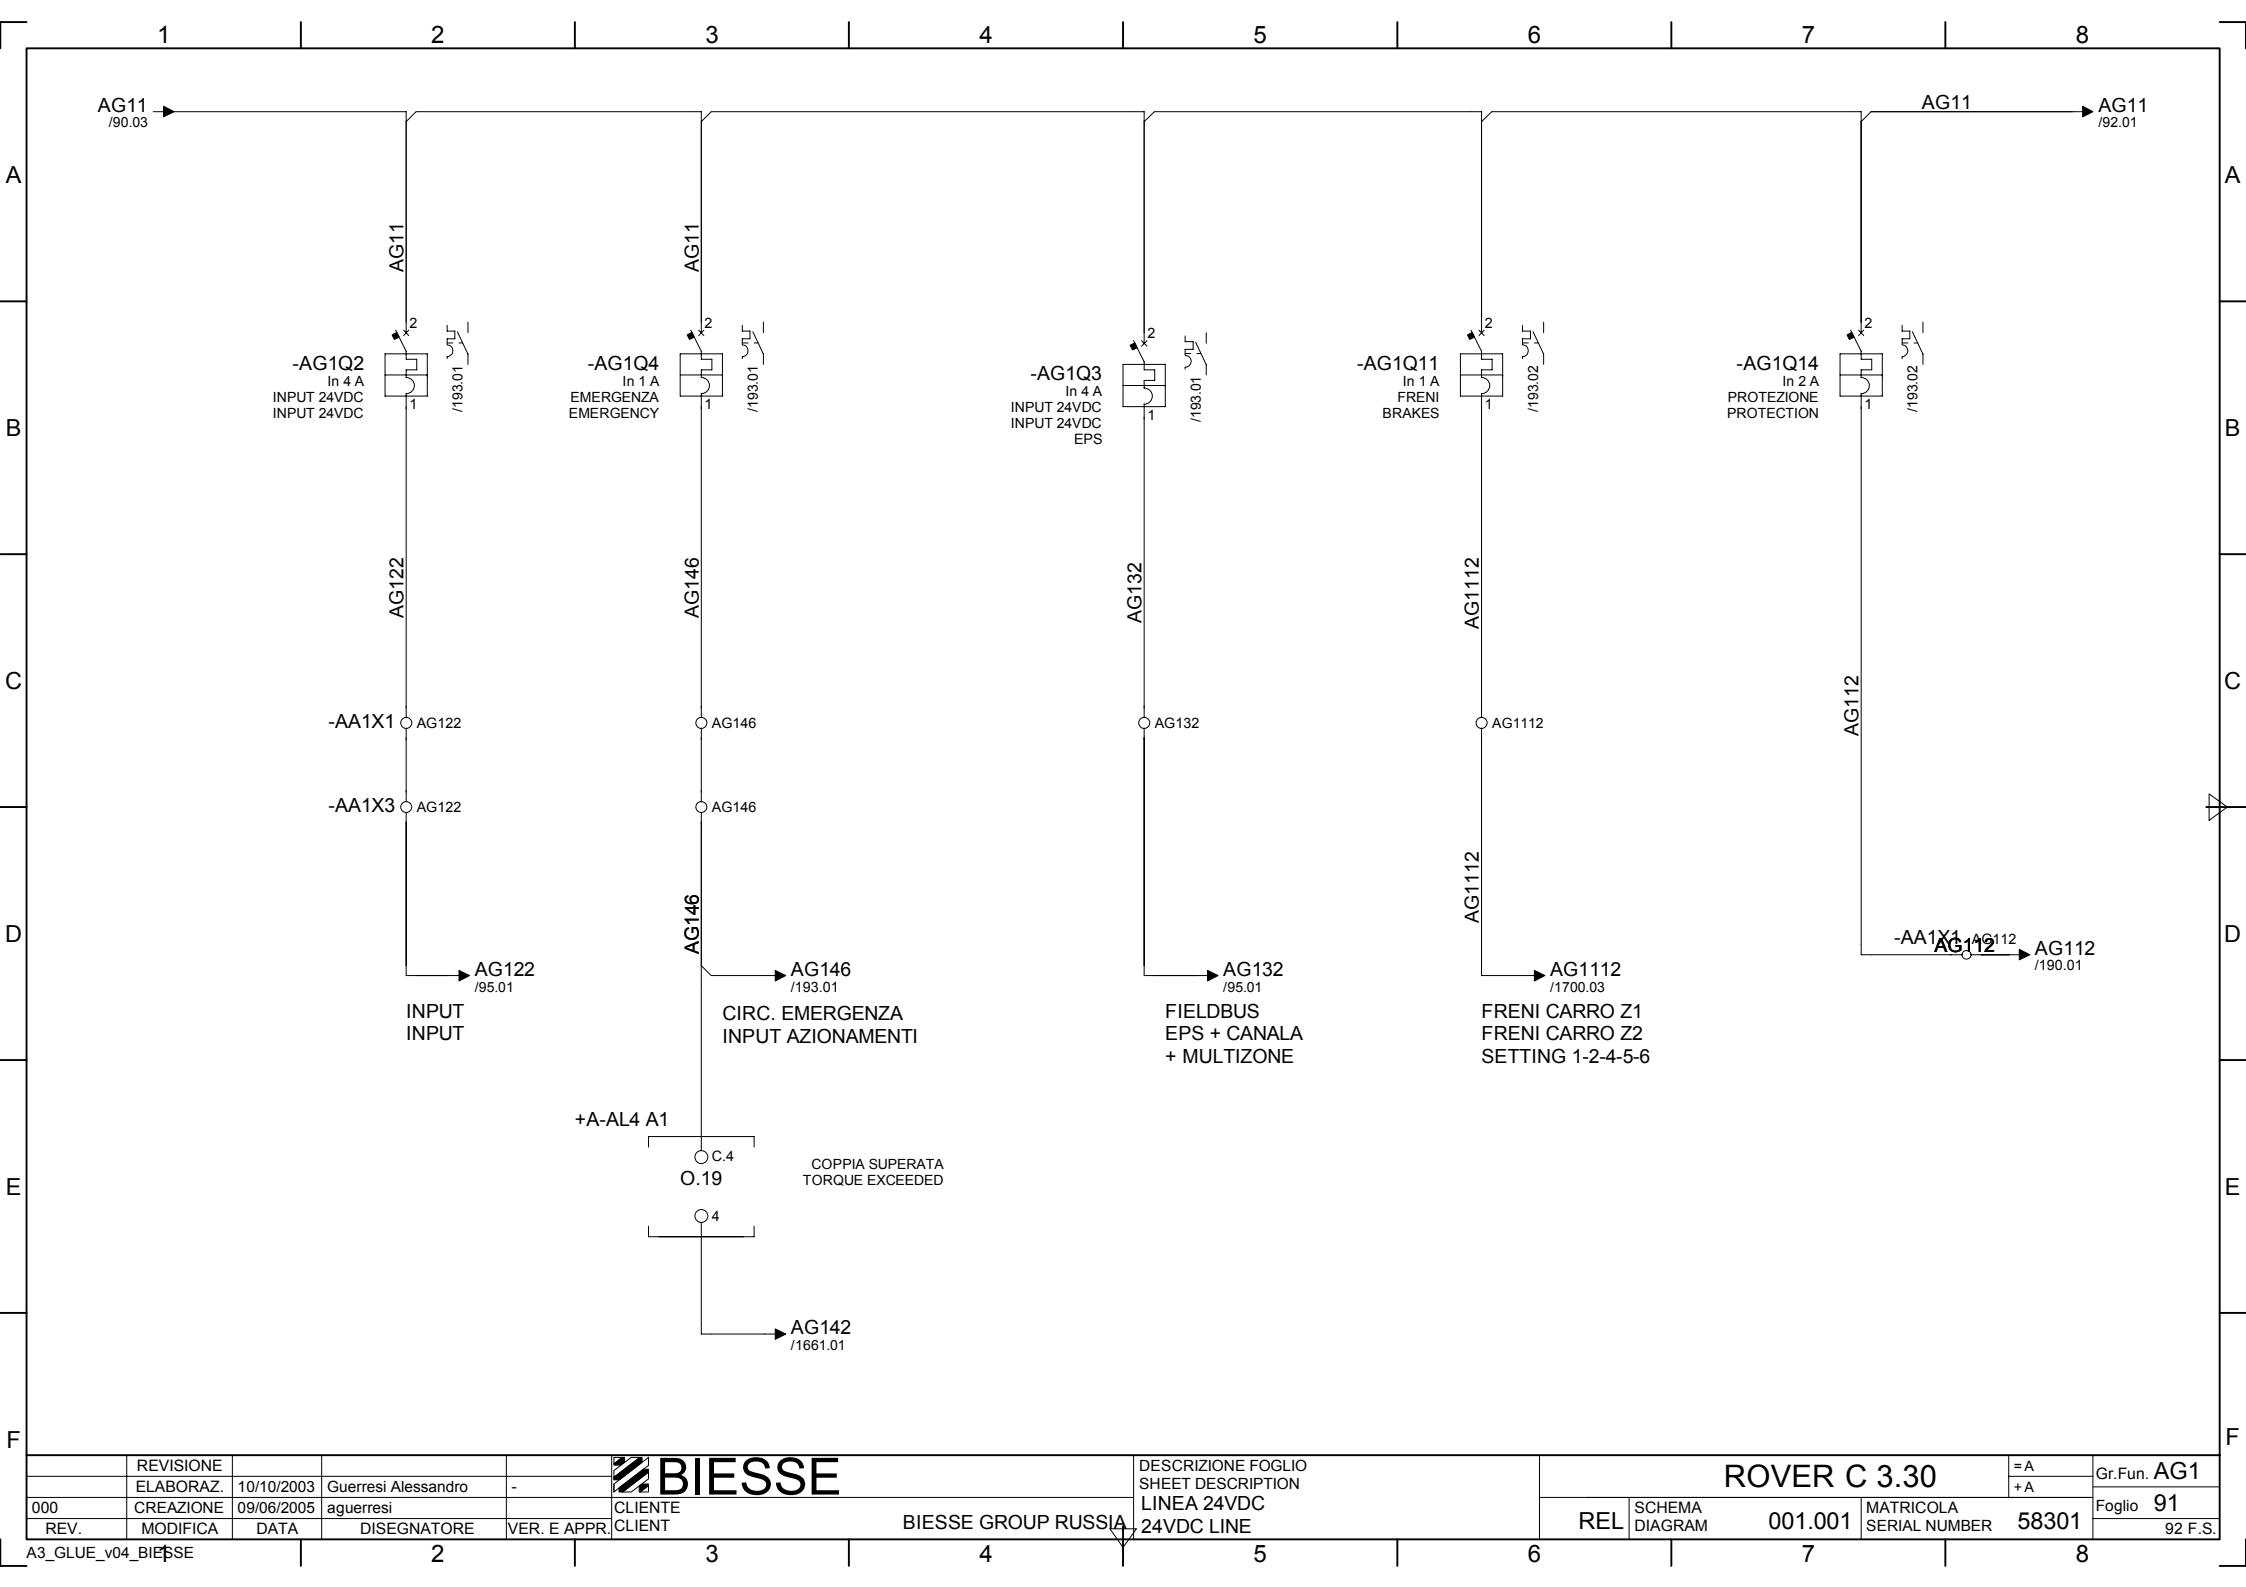 1 2 3 4 5 6 7 8
A A
B B
C C
D D
E E
F F
AG11
/90.03
AG11
AG11
/92.01
AG11
AG11
-AG1Q2
In 4 A
INPUT 24VDC
INPUT 24VDC
2
1
/193.01
-AG1Q4
In 1 A
EMERGENZA
EMERGENCY
2
1
/193.01
-AG1Q3
In 4 A
INPUT 24VDC
INPUT 24VDC
EPS
2
1
/193.01
-AG1Q11
In 1 A
FRENI
BRAKES
2
1
/193.02
-AG1Q14
In 2 A
PROTEZIONE
PROTECTION
2
1
/193.02
AG122
AG146
AG132
AG1112
AG112
-AA1X1 AG122
AG146
AG132
AG1112
-AA1X3 AG122
AG146
AG146
AG1112
-AA1X1 AG112
AG112
AG112
/190.01
AG122
/95.01
INPUT
INPUT
AG146
/193.01
CIRC. EMERGENZA
INPUT AZIONAMENTI
AG132
/95.01
FIELDBUS
EPS + CANALA
+ MULTIZONE
AG1112
/1700.03
FRENI CARRO Z1
FRENI CARRO Z2
SETTING 1-2-4-5-6
+A-AL4 A1
C.4
O.19
4
COPPIA SUPERATA
TORQUE EXCEEDED
AG142
/1661.01
REVISIONE
ELABORAZ. 10/10/2003 Guerresi Alessandro -
000 CREAZIONE 09/06/2005 aguerresi
REV. MODIFICA DATA DISEGNATORE VER. E APPR.
BIESSE
CLIENTE
CLIENT BIESSE GROUP RUSSIA
DESCRIZIONE FOGLIO
SHEET DESCRIPTION
LINEA 24VDC
24VDC LINE
ROVER C 3.30
REL SCHEMA
DIAGRAM 001.001
MATRICOLA
SERIAL NUMBER 58301
= A
+ A
Gr.Fun. AG1
Foglio 91
92 F.S.
A3_GLUE_v04_BIESSE
1 2 3 4 5 6 7 8